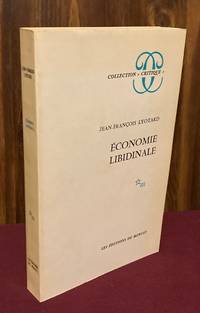 COLLECTION « CRITIQUE »
JEAN-FRANÇOIS LYOTARD
ÉCONOMIE
LIBIDINALE
LES ÉDITIONS DE MINUIT